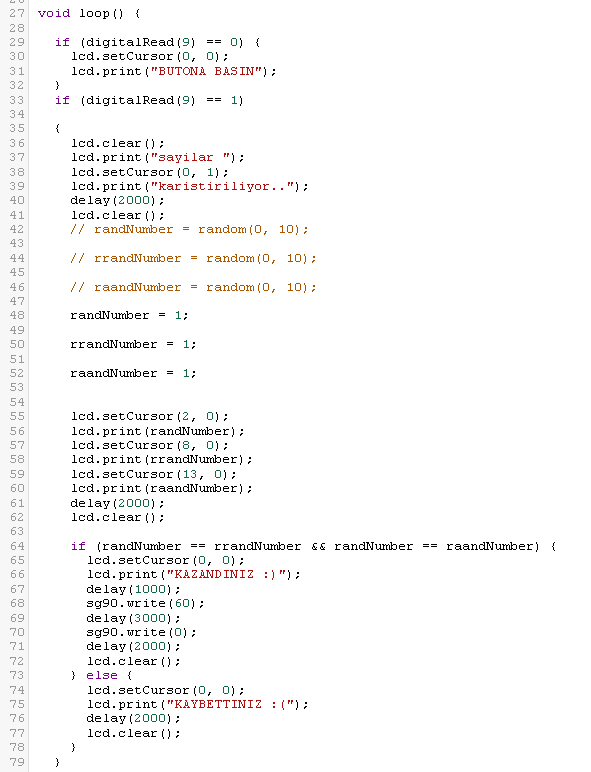 27 void loop() {
28
29   if (digitalRead(9) == 0) {
30     lcd.setCursor(0, 0);
31     lcd.print("BUTONA BASIN");
32   }
33   if (digitalRead(9) == 1)
34
35   {
36     lcd.clear();
37     lcd.print("sayilar ");
38     lcd.setCursor(0, 1);
39     lcd.print("karistiriliyor..");
40     delay(2000);
41     lcd.clear();
42     // randNumber = random(0, 10);
43
44     // rrandNumber = random(0, 10);
45
46     // raandNumber = random(0, 10);
47
48     randNumber = 1;
49
50     rrandNumber = 1;
51
52     raandNumber = 1;
53
54
55     lcd.setCursor(2, 0);
56     lcd.print(randNumber);
57     lcd.setCursor(8, 0);
58     lcd.print(rrandNumber);
59     lcd.setCursor(13, 0);
60     lcd.print(raandNumber);
61     delay(2000);
62     lcd.clear();
63
64     if (randNumber == rrandNumber && randNumber == raandNumber) {
65       lcd.setCursor(0, 0);
66       lcd.print("KAZANDINIZ :)");
67       delay(1000);
68       sg90.write(60);
69       delay(3000);
70       sg90.write(0);
71       delay(2000);
72       lcd.clear();
73     } else {
74       lcd.setCursor(0, 0);
75       lcd.print("KAYBETTINIZ :(");
76       delay(2000);
77       lcd.clear();
78     }
79   }